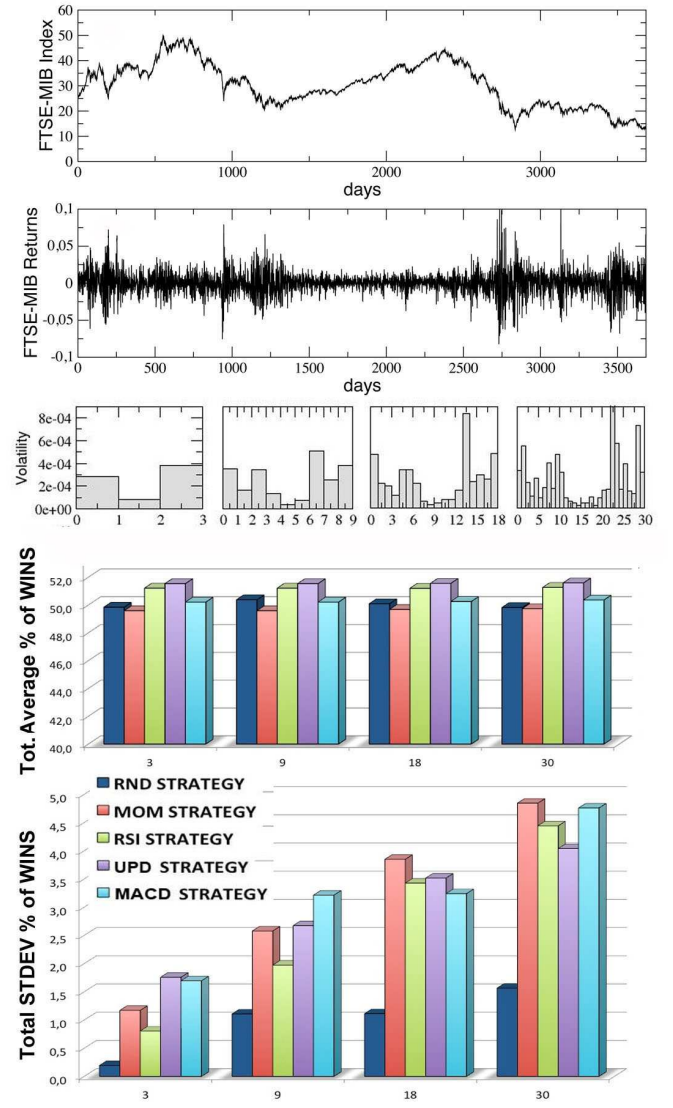 60
50
40
30
20
10
0
FTSE-MIB Index
0 1000 2000 3000
days
0,1
0,05
0
-0,05
-0,1
FTSE-MIB Returns
0 500 1000 1500 2000 2500 3000 3500
days
8e-04
6e-04
4e-04
2e-04
0e+00
Volatility
0 1 2 3
0 1 2 3 4 5 6 7 8 9
0 3 6 9 12 15 18
0 5 10 15 20 25 30
52,0
50,0
48,0
46,0
44,0
42,0
40,0
Tot. Average % of WINS
3 9 18 30
RND STRATEGY
MOM STRATEGY
RSI STRATEGY
UPD STRATEGY
MACD STRATEGY
5,0
4,5
4,0
3,5
3,0
2,5
2,0
1,5
1,0
0,5
0,0
Total STDEV % of WINS
3 9 18 30